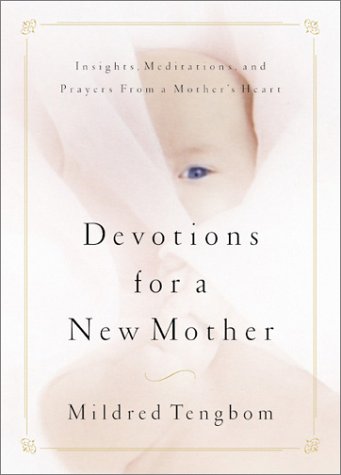 Insights, Meditations, and
Prayers From a Mother's Heart
Devotions
for a
New Mother
Mildred Tengbom